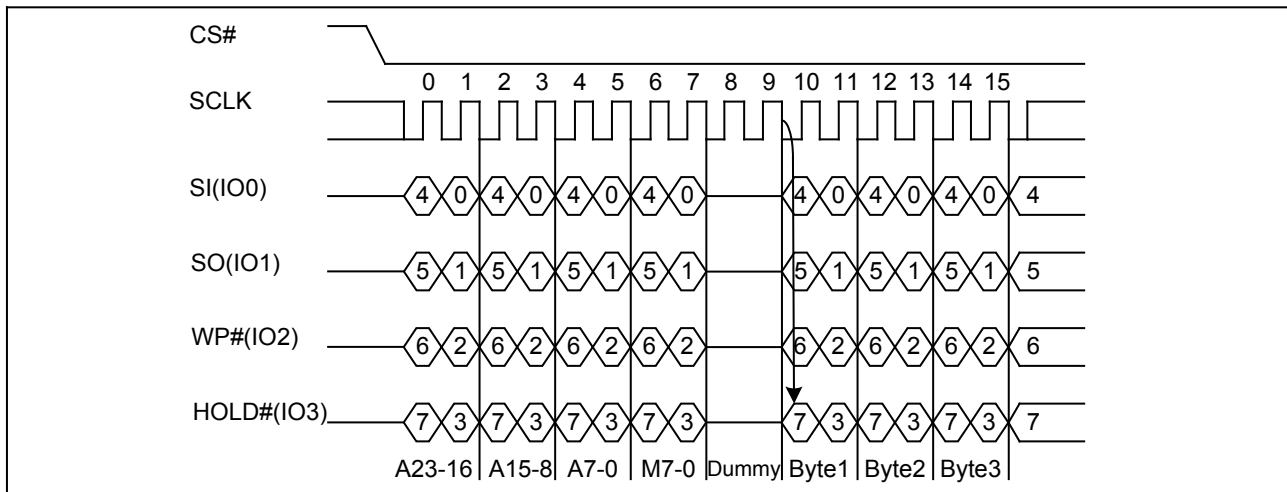 CS#
0 1 2 3 4 5 6 7 8 9 10 11 12 13 14 15
SCLK
SI(IO0) 4 0 4 0 4 0 4 0 4 0 4 0 4 0 4
SO(IO1) 5 1 5 1 5 1 5 1 5 1 5 1 5 1 5
WP#(IO2) 6 2 6 2 6 2 6 2 6 2 6 2 6 2 6
HOLD#(IO3) 7 3 7 3 7 3 7 3 7 3 7 3 7 3 7
A23-16 A15-8 A7-0 M7-0 Dummy Byte1 Byte2 Byte3